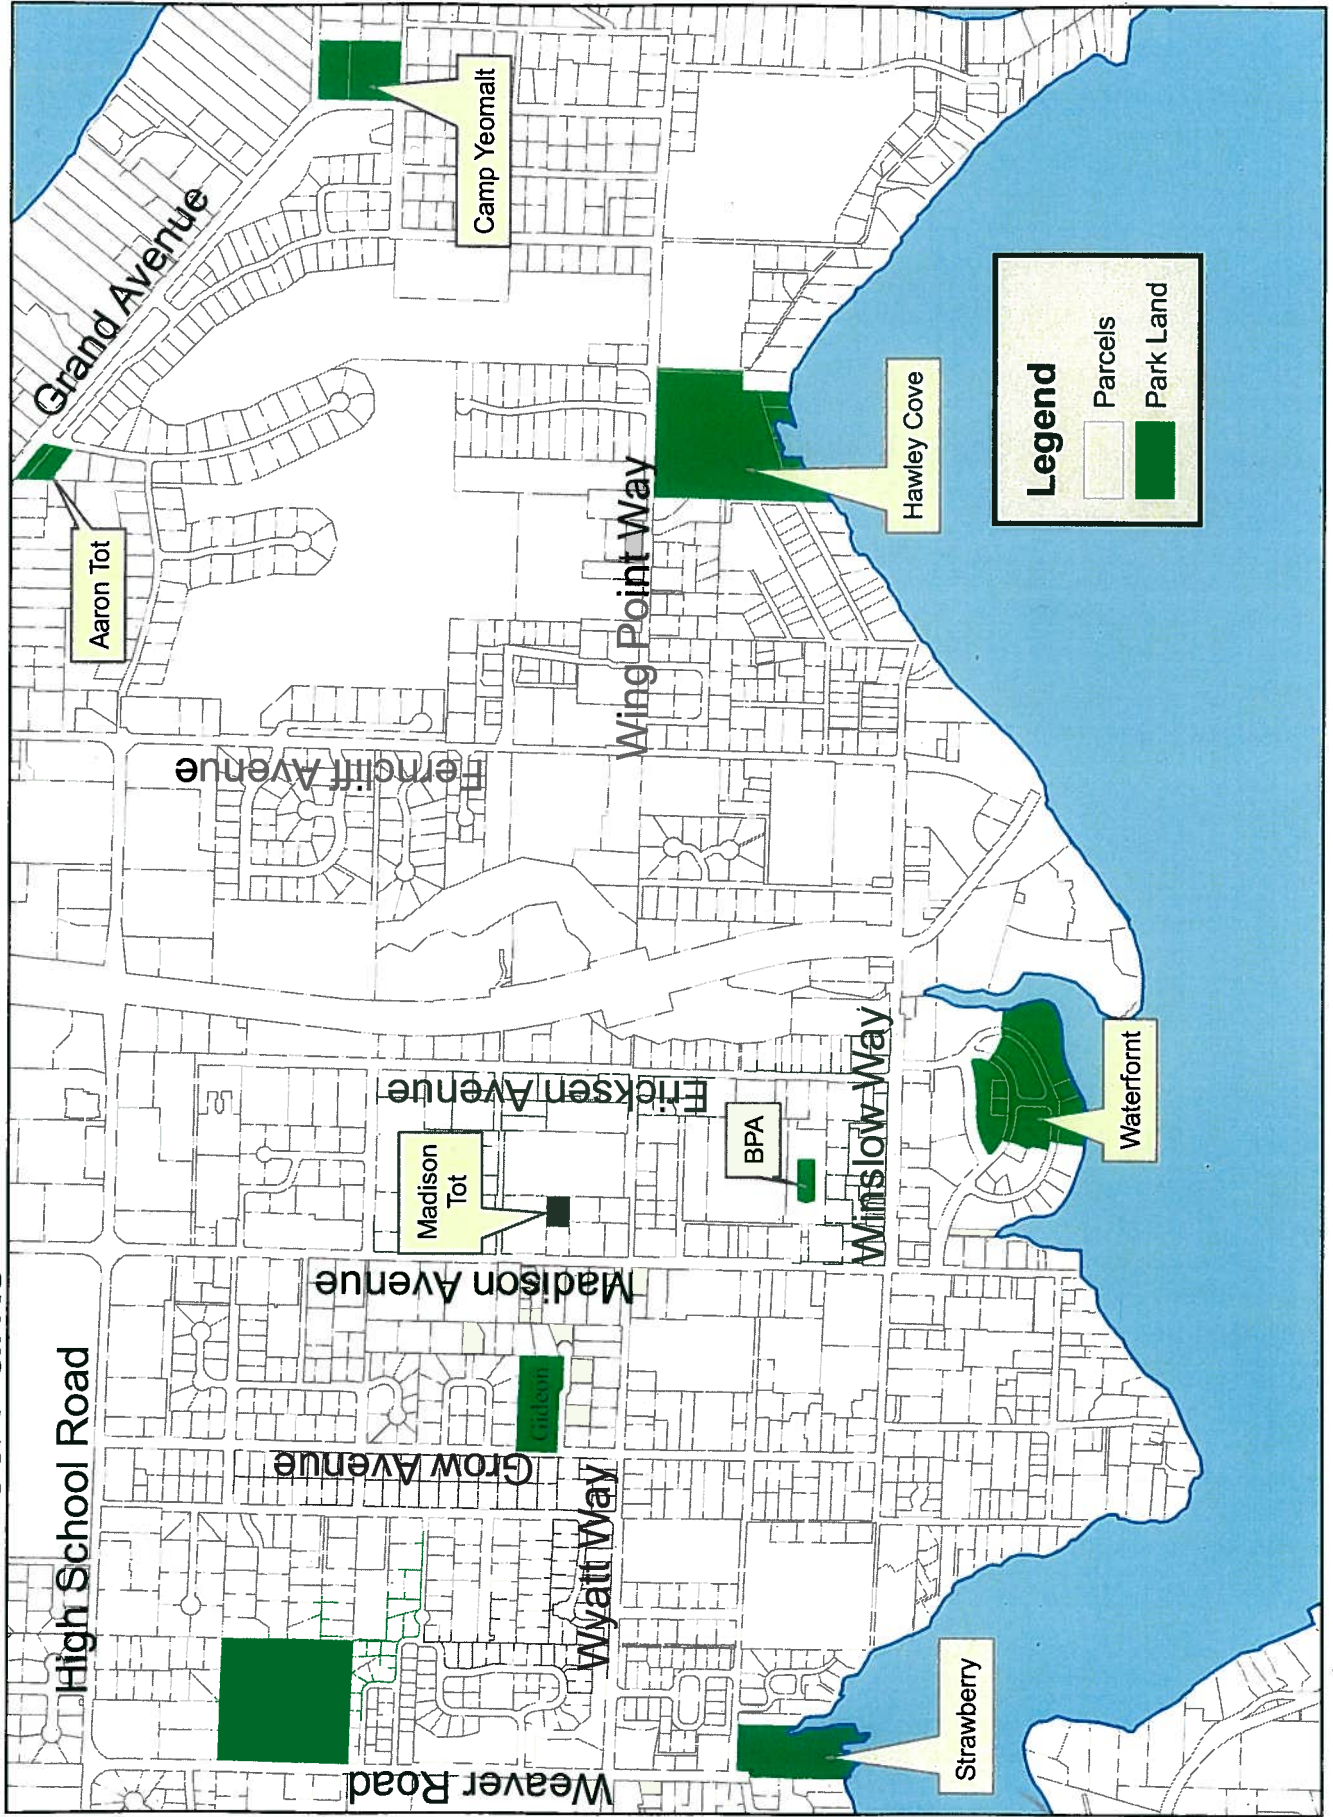 High School Road
Grand Avenue
Aaron Tot
Camp Yeomalt
Weaver Road
Grow Avenue
Gideon
Madison Avenue
Madison
Tot
Ericksen Avenue
Ferncliff Avenue
Wyatt Way
Wing Point Way
BPA
Winslow Way
Strawberry
Waterfornt
Hawley Cove
Legend
Parcels
Park Land